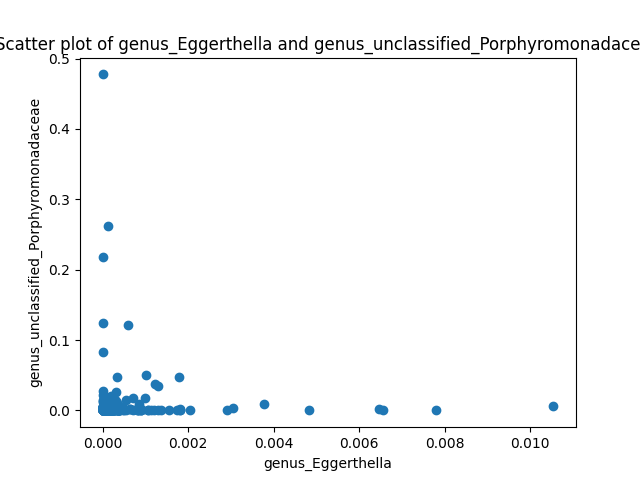 Scatter plot of genus_Eggerthella and genus_unclassified_Porphyromonadace
0.5
0.4
0.3
0.2
0.1
0.0
genus_unclassified_Porphyromonadaceae
0.000 0.002 0.004 0.006 0.008 0.010
genus_Eggerthella